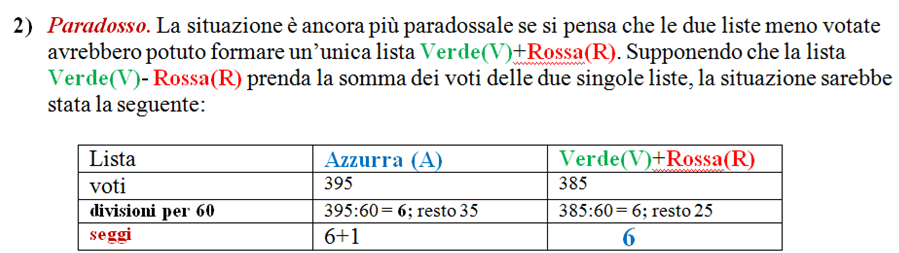 2) Paradosso. La situazione è ancora più paradossale se si pensa che le due liste meno votate
avrebbero potuto formare un'unica lista Verde(V)+Rossa(R). Supponendo che la lista
Verde(V)- Rossa(R) prenda la somma dei voti delle due singole liste, la situazione sarebbe
stata la seguente:
Lista Azzurra (A) Verde(V)+Rossa(R)
voti 395 385
divisioni per 60 395:60 = 6; resto 35 385:60 = 6; resto 25
seggi 6+1 6